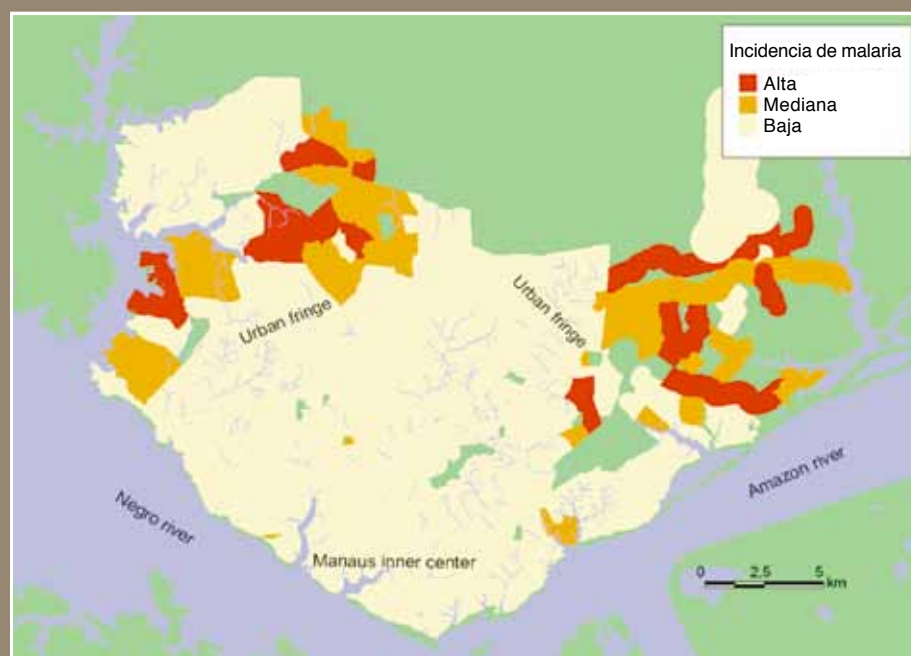 Incidencia de malaria
Alta
Mediana
Baja
Urban fringe
Urban fringe
Negro river
Amazon river
Manaus inner center
0 2,5 5
km